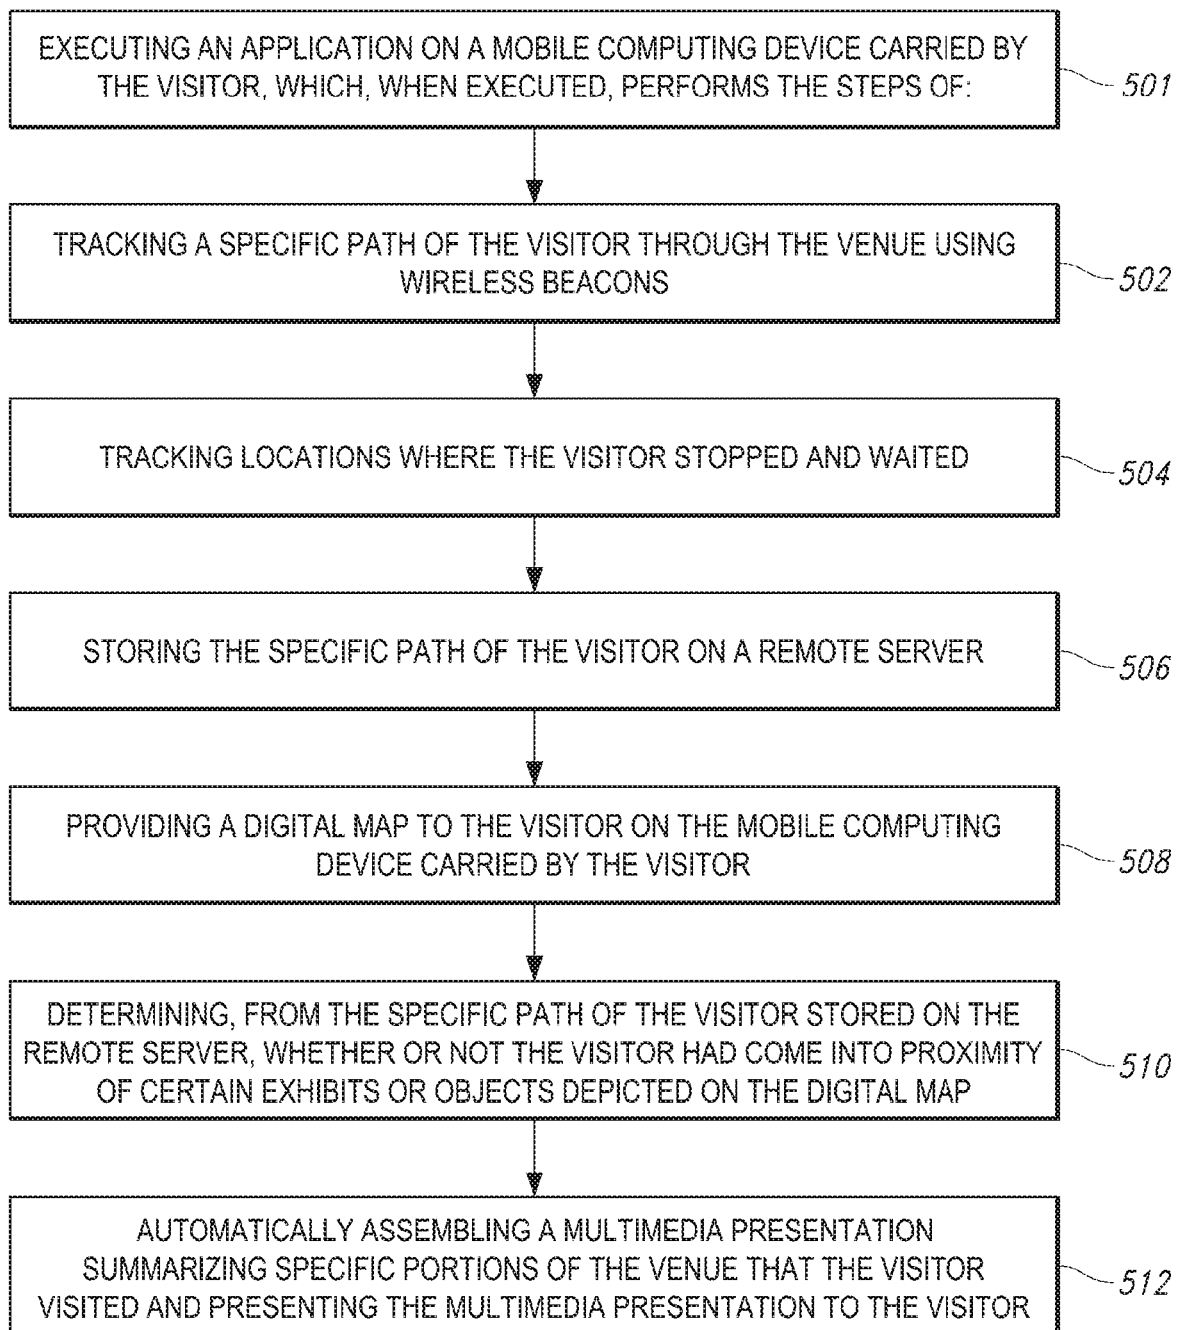 EXECUTING AN APPLICATION ON A MOBILE COMPUTING DEVICE CARRIED BY
THE VISITOR, WHICH, WHEN EXECUTED, PERFORMS THE STEPS OF:
501
TRACKING A SPECIFIC PATH OF THE VISITOR THROUGH THE VENUE USING
WIRELESS BEACONS
502
TRACKING LOCATIONS WHERE THE VISITOR STOPPED AND WAITED
504
STORING THE SPECIFIC PATH OF THE VISITOR ON A REMOTE SERVER
506
PROVIDING A DIGITAL MAP TO THE VISITOR ON THE MOBILE COMPUTING
DEVICE CARRIED BY THE VISITOR
508
DETERMINING, FROM THE SPECIFIC PATH OF THE VISITOR STORED ON THE
REMOTE SERVER, WHETHER OR NOT THE VISITOR HAD COME INTO PROXIMITY
OF CERTAIN EXHIBITS OR OBJECTS DEPICTED ON THE DIGITAL MAP
510
AUTOMATICALLY ASSEMBLING A MULTIMEDIA PRESENTATION
SUMMARIZING SPECIFIC PORTIONS OF THE VENUE THAT THE VISITOR
VISITED AND PRESENTING THE MULTIMEDIA PRESENTATION TO THE VISITOR
512